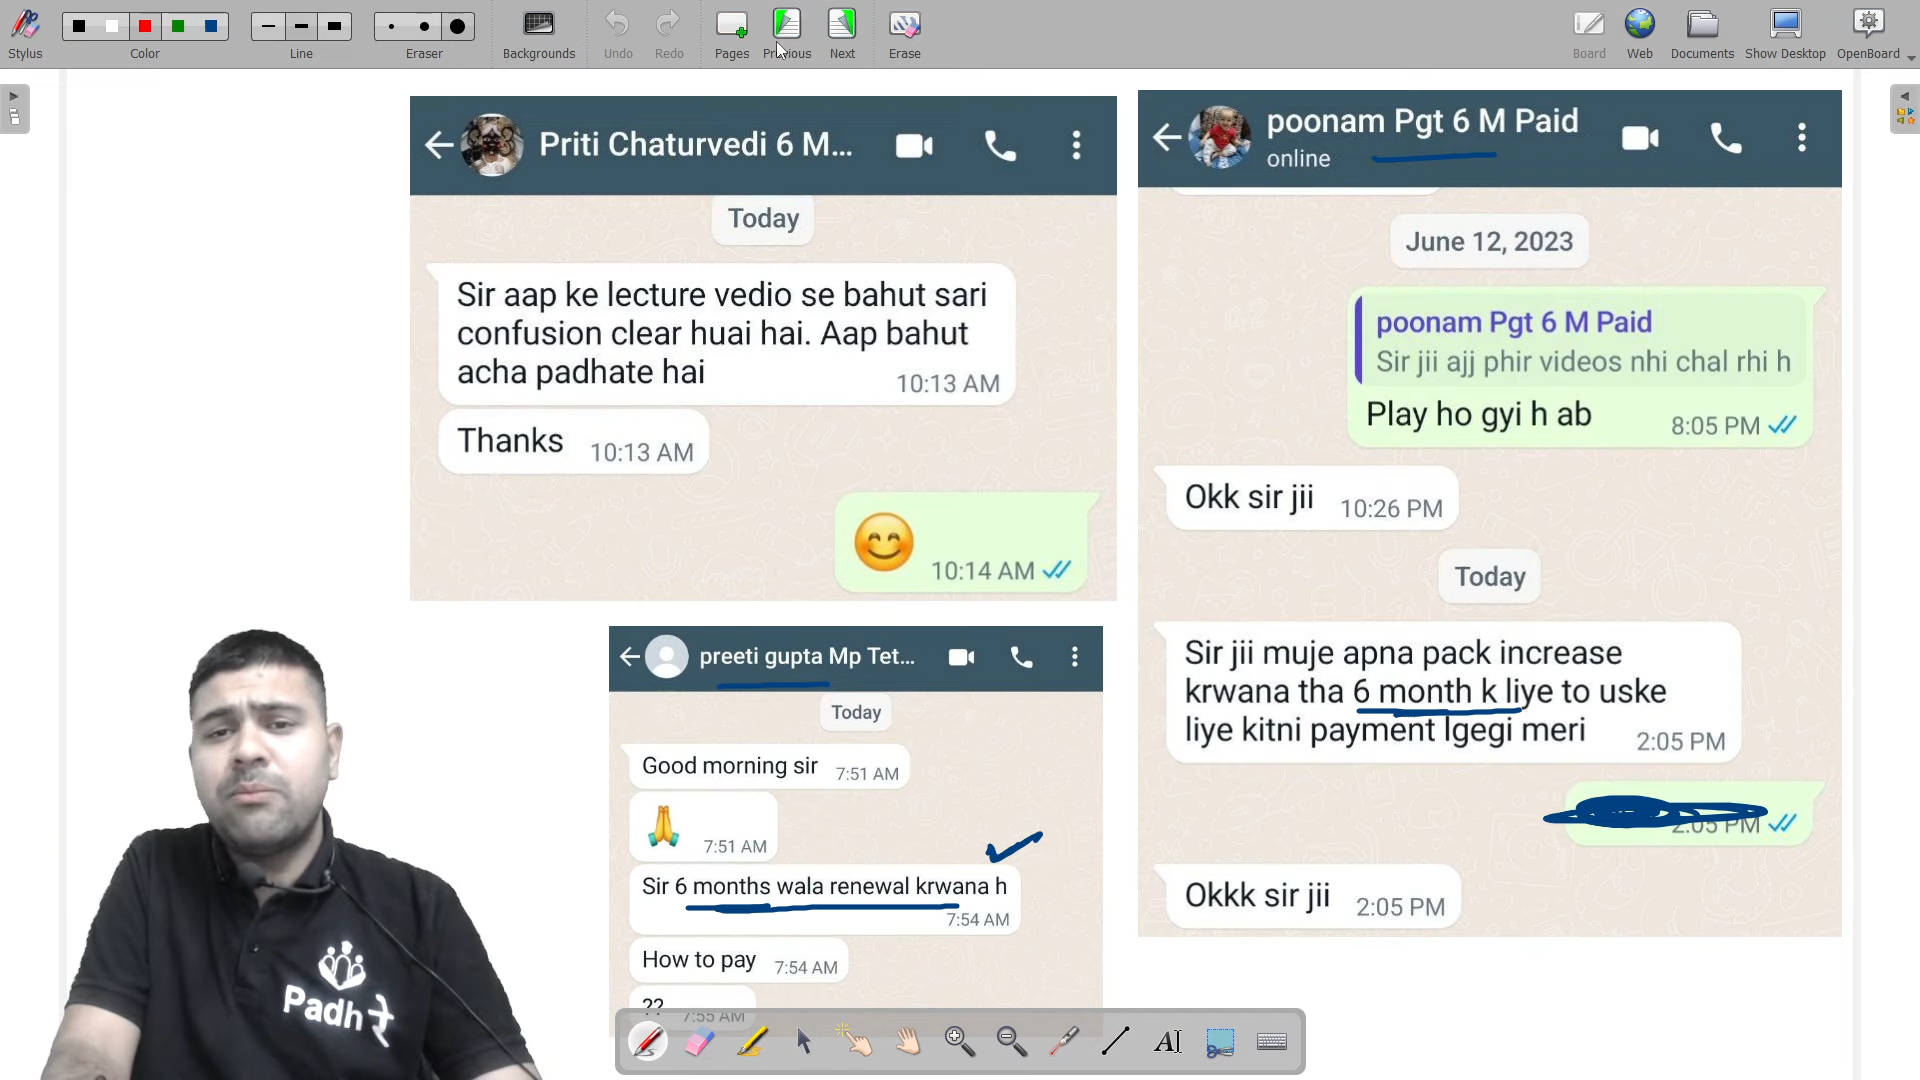 Stylus
Color
Line
Eraser
Backgrounds
Undo
Redo
Pages
Previous
Next
Erase
Board
Web
Documents
Show Desktop
OpenBoard
Priti Chaturvedi 6 M...
Today
Sir aap ke lecture vedio se bahut sari
confusion clear huai hai. Aap bahut
acha padhate hai
10:13 AM
Thanks 10:13 AM
😊 10:14 AM
poonam Pgt 6 M Paid
online
June 12, 2023
poonam Pgt 6 M Paid
Sir jii ajj phir videos nhi chal rhi h
Play ho gyi h ab
8:05 PM
Okk sir jii 10:26 PM
Today
Sir jii muje apna pack increase
krwana tha 6 month k liye to uske
liye kitni payment lgegi meri
2:05 PM
2:05 PM
Okkk sir jii 2:05 PM
preeti gupta Mp Tet...
Today
Good morning sir 7:51 AM
🙏 7:51 AM
Sir 6 months wala renewal krwana h
7:54 AM
How to pay 7:54 AM
?? 7:55 AM
Padh रे
AI